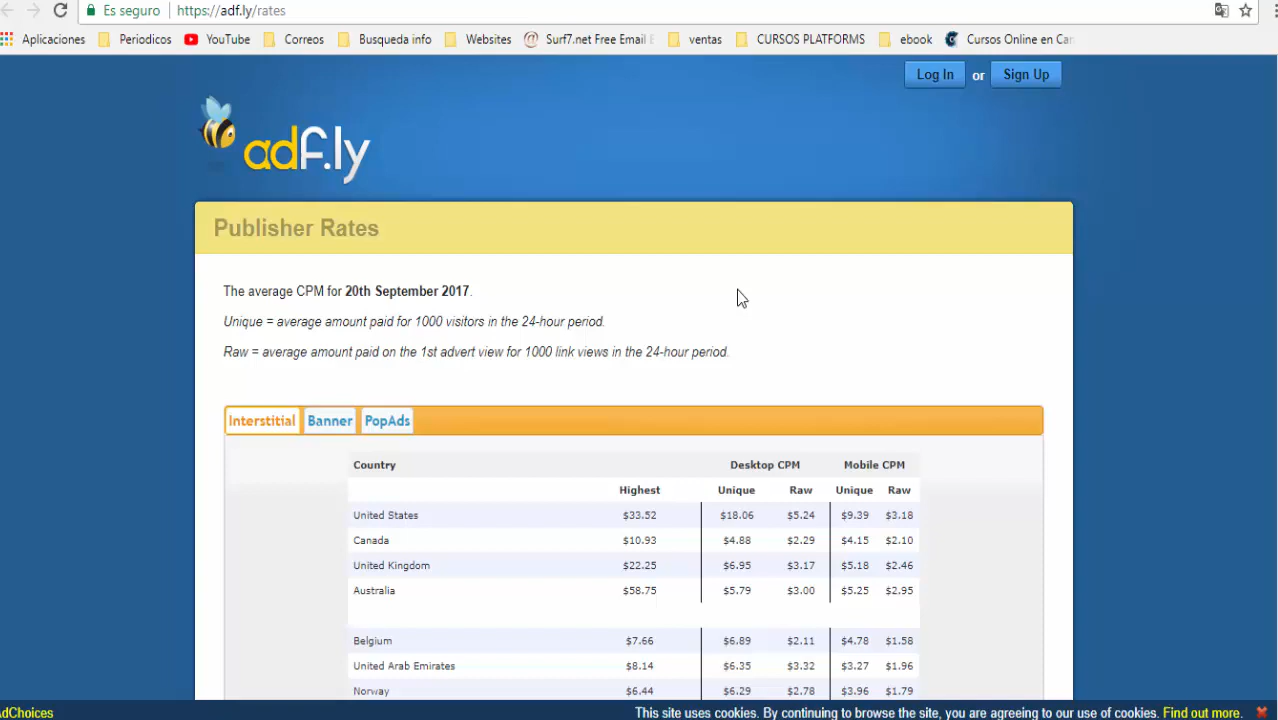 Es seguro https://adf.ly/rates
Aplicaciones Periodicos YouTube Correos Busqueda info Websites Surf7.net Free Email ventas CURSOS PLATFORMS ebook Cursos Online en
Log In or Sign Up
adf.ly
Publisher Rates
The average CPM for 20th September 2017.
Unique = average amount paid for 1000 visitors in the 24-hour period.
Raw = average amount paid on the 1st advert view for 1000 link views in the 24-hour period.
Interstitial Banner PopAds
Country Desktop CPM Mobile CPM
Highest Unique Raw Unique Raw
United States $33.52 $18.06 $5.24 $9.39 $3.18
Canada $10.93 $4.88 $2.29 $4.15 $2.10
United Kingdom $22.25 $6.95 $3.17 $5.18 $2.46
Australia $58.75 $5.79 $3.00 $5.25 $2.95
Belgium $7.66 $6.89 $2.11 $4.78 $1.58
United Arab Emirates $8.14 $6.35 $3.32 $3.27 $1.96
Norway $6.44 $6.29 $2.78 $3.96 $1.79
dChoices This site uses cookies. By continuing to browse the site, you are agreeing to our use of cookies. Find out more.